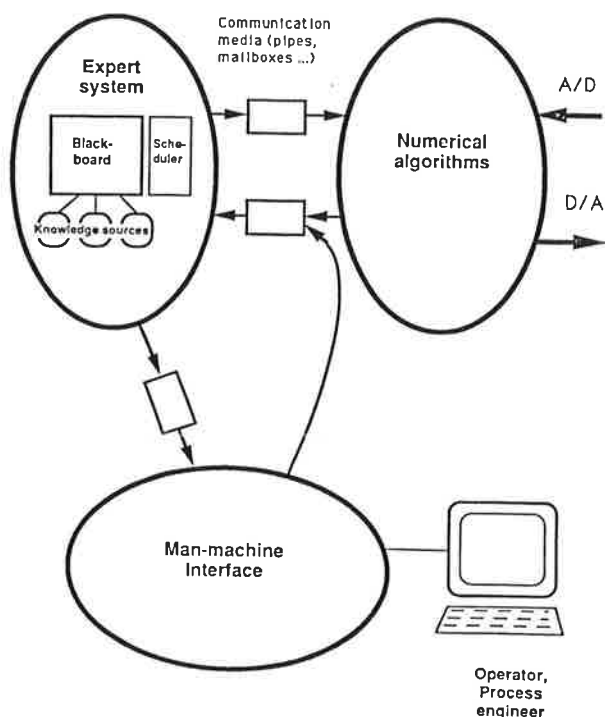 Communication
media (pipes,
mailboxes ...)
Expert
system
Black-
board
Sche-
duler
Knowledge sources
Numerical
algorithms
A/D
D/A
Man-machine
Interface
Operator,
Process
engineer